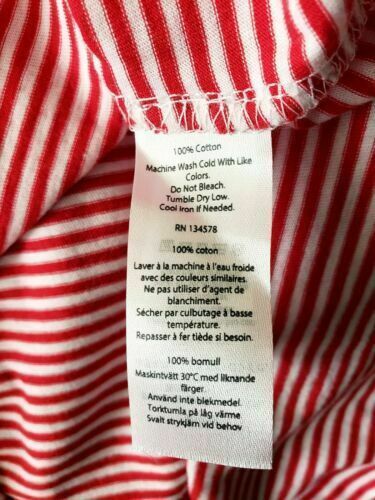 100% Cotton
Machine Wash Cold With Like
Colors.
Do Not Bleach.
Tumble Dry Low.
Cool Iron If Needed.
RN 134578
100% coton
Laver à la machine à l'eau froide
avec des couleurs similaires.
Ne pas utiliser d'agent de
blanchiment.
Sécher par culbutage à basse
température.
Repasser à fer tiède si besoin.
100% bomull
Maskintvätt 30°C med liknande
färger.
Använd inte blekmedel.
Torktumla på låg värme
Svalt strykjärn vid behov